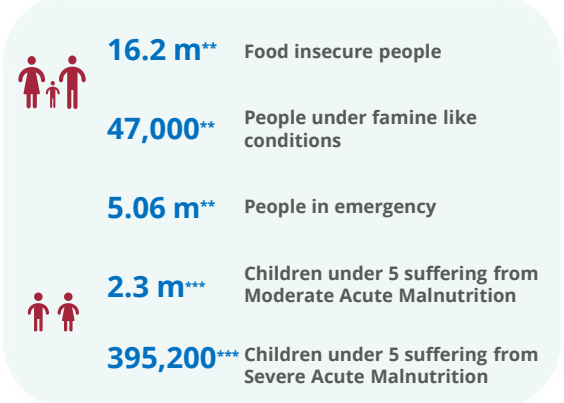 16.2 m** Food insecure people
47,000** People under famine like
conditions
5.06 m** People in emergency
2.3 m*** Children under 5 suffering from
Moderate Acute Malnutrition
395,200*** Children under 5 suffering from
Severe Acute Malnutrition